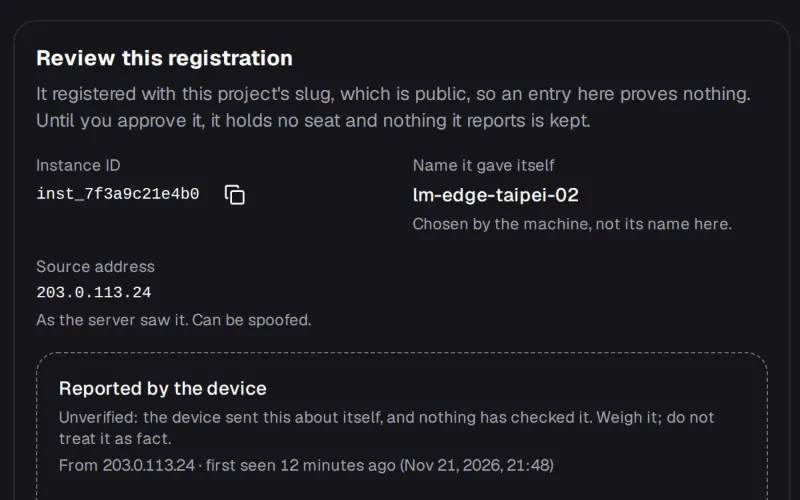 Review this registration
It registered with this project's slug, which is public, so an entry here proves nothing.
Until you approve it, it holds no seat and nothing it reports is kept.
Instance ID
inst_7f3a9c21e4b0
Name it gave itself
lm-edge-taipei-02
Chosen by the machine, not its name here.
Source address
203.0.113.24
As the server saw it. Can be spoofed.
Reported by the device
Unverified: the device sent this about itself, and nothing has checked it. Weigh it; do not
treat it as fact.
From 203.0.113.24 · first seen 12 minutes ago (Nov 21, 2026, 21:48)